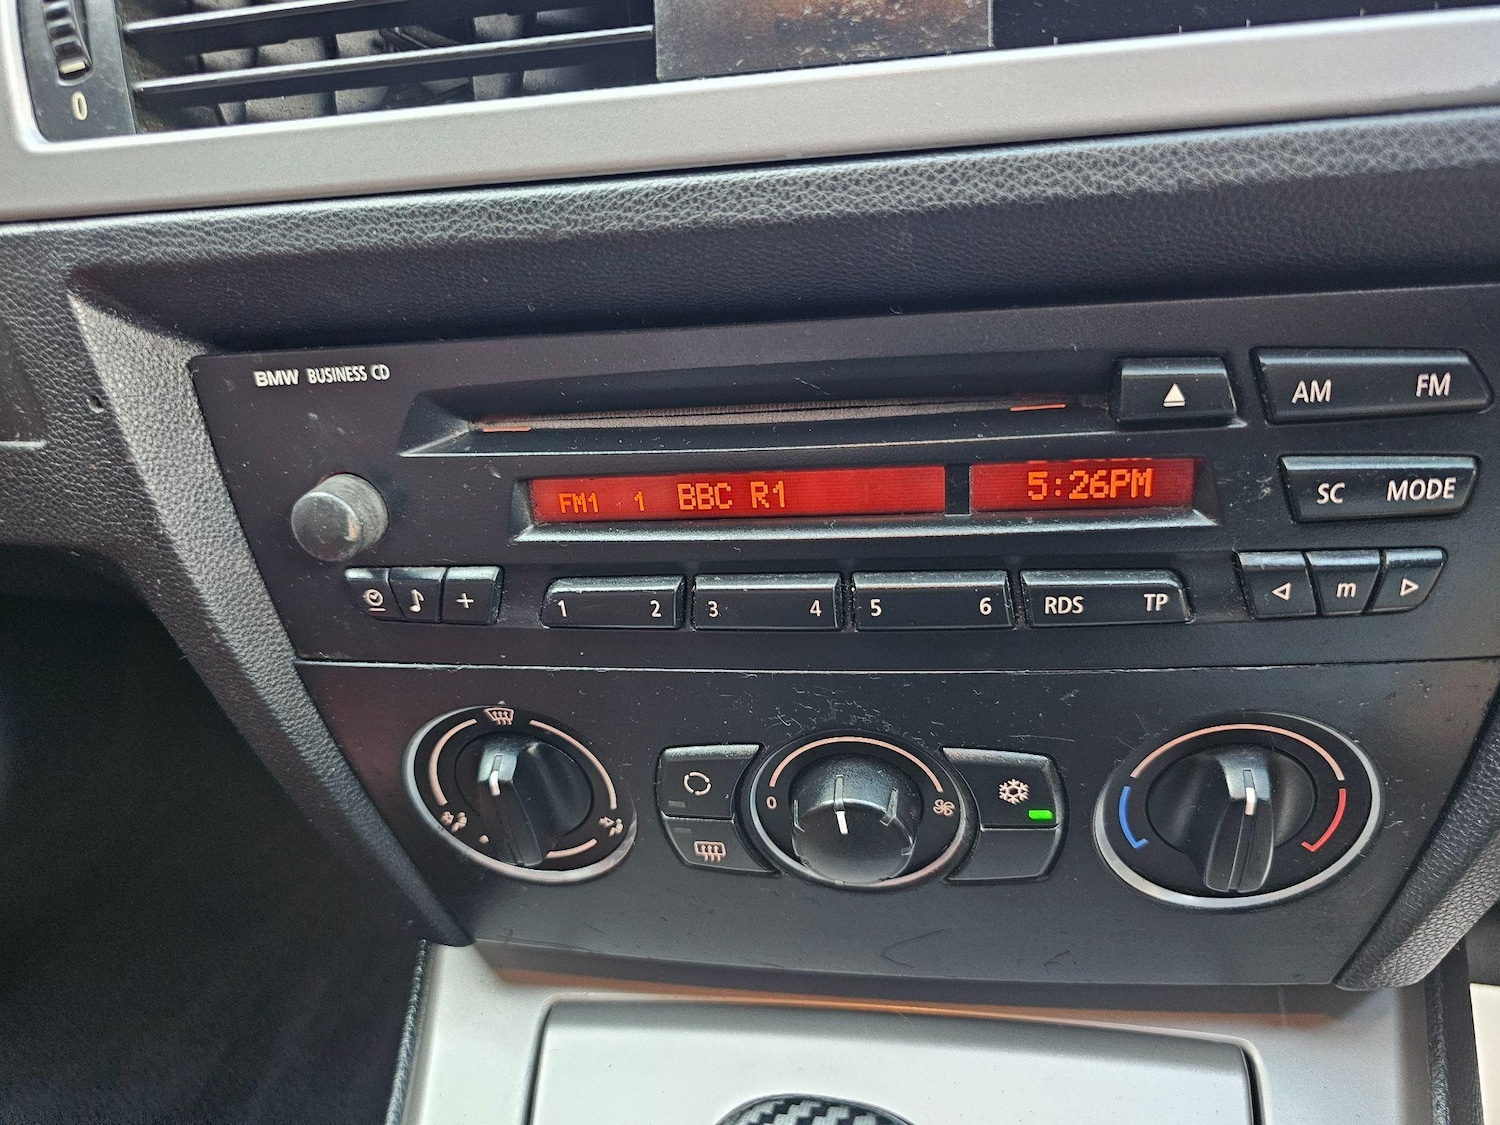 0
BMW BUSINESS CD
AM FM
FM1 1 BBC R1 5:26PM
SC MODE
+ 1 2 3 4 5 6 RDS TP m
0